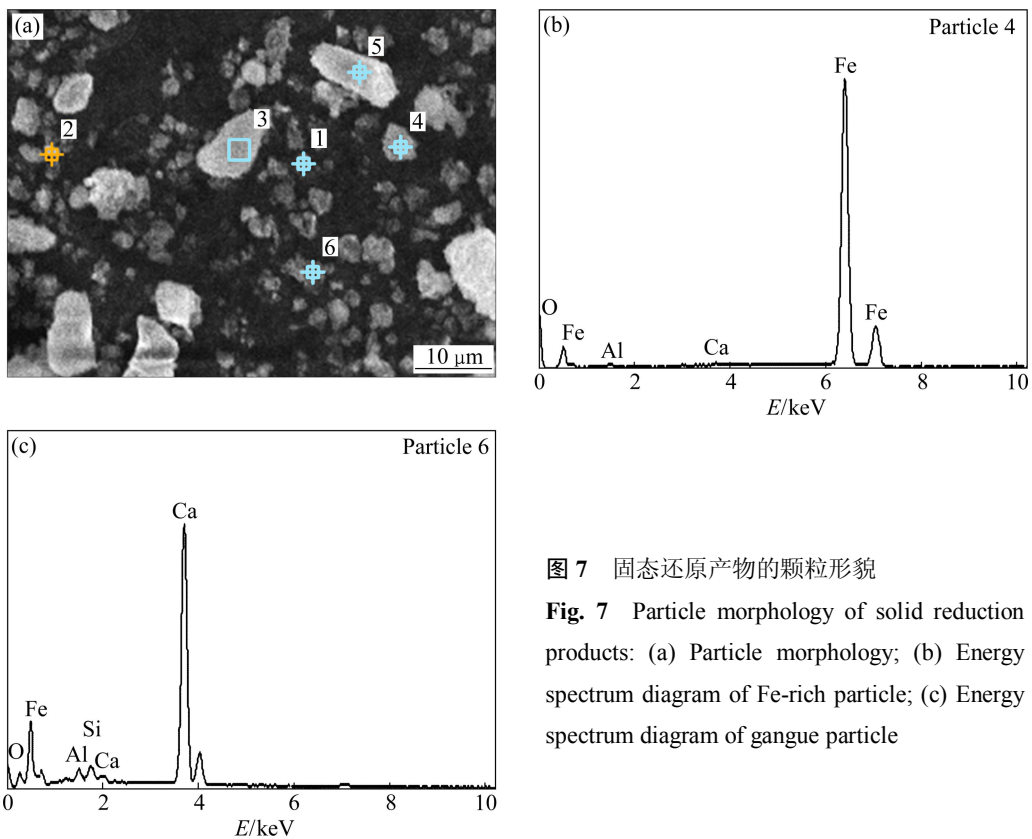 (a)
5
2
3
1
4
6
10 μm
(b)
Particle 4
Fe
O
Fe
Al
Ca
Fe
0 2 4 6 8 10
E/keV
(c)
Particle 6
Ca
Fe
Si
O
Al
Ca
0 2 4 6 8 10
E/keV
图 7 固态还原产物的颗粒形貌
Fig. 7 Particle morphology of solid reduction
products: (a) Particle morphology; (b) Energy
spectrum diagram of Fe-rich particle; (c) Energy
spectrum diagram of gangue particle